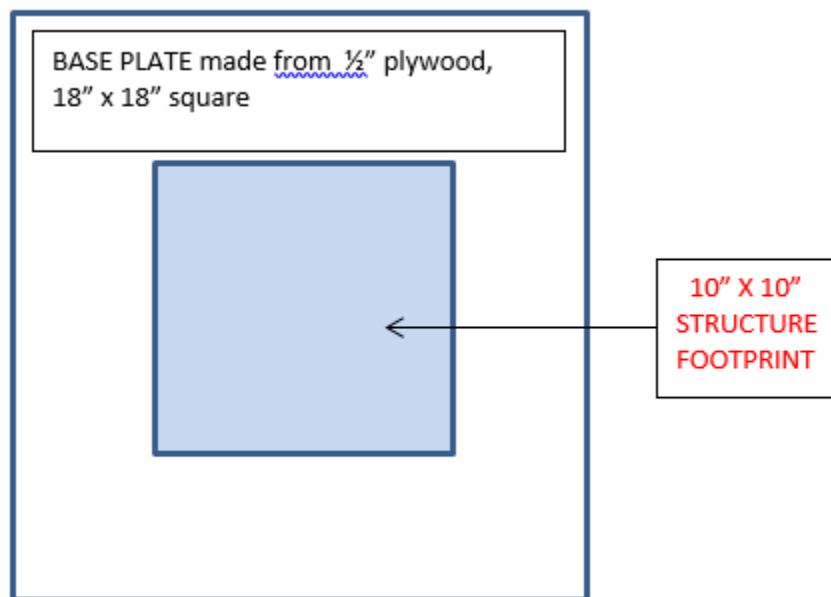 BASE PLATE made from ½” plywood,
18” x 18” square
10” X 10”
STRUCTURE
FOOTPRINT